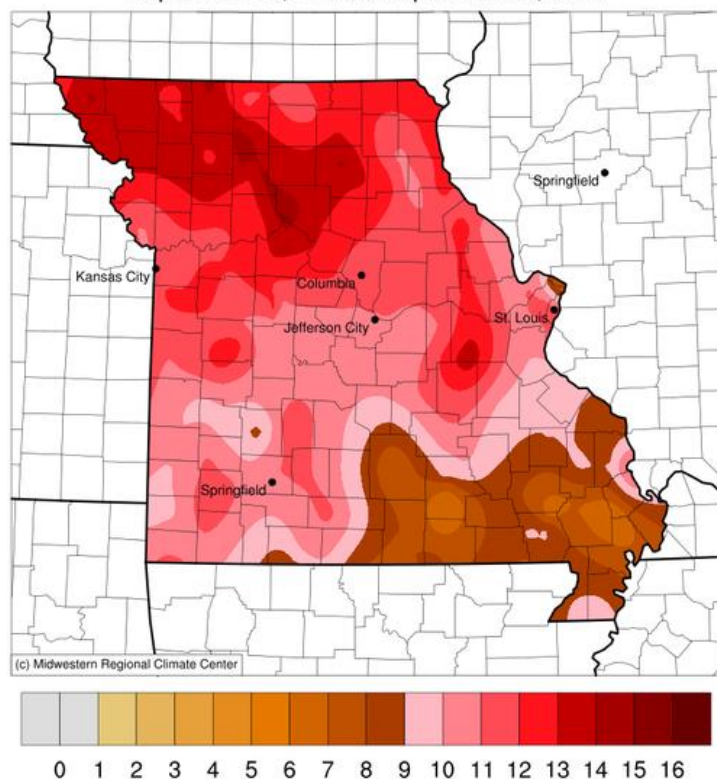 Springfield
Kansas City
Columbia
St. Louis
Jefferson City
Springfield
(c) Midwestern Regional Climate Center
0 1 2 3 4 5 6 7 8 9 10 11 12 13 14 15 16